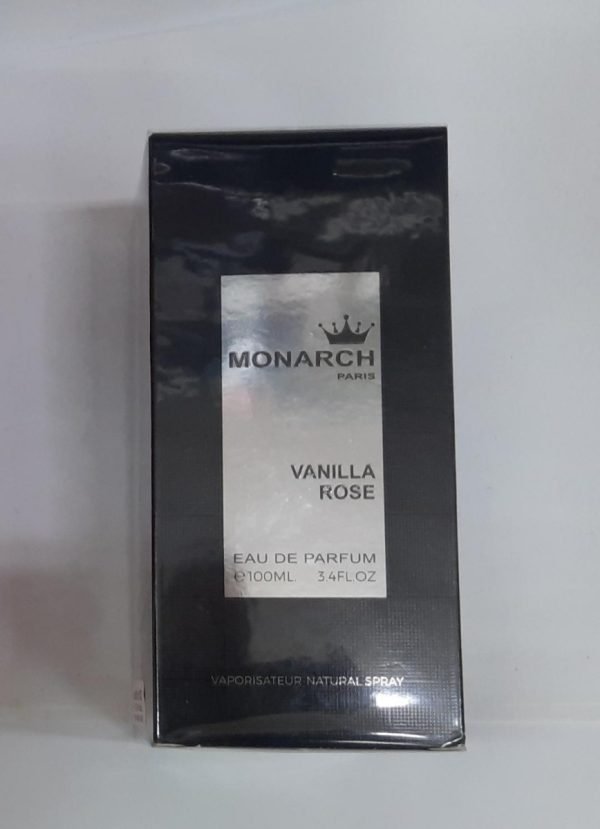 MONARCH
PARIS
VANILLA
ROSE
EAU DE PARFUM
℮100ML. 3.4FL.OZ
VAPORISATEUR NATURAL SPRAY